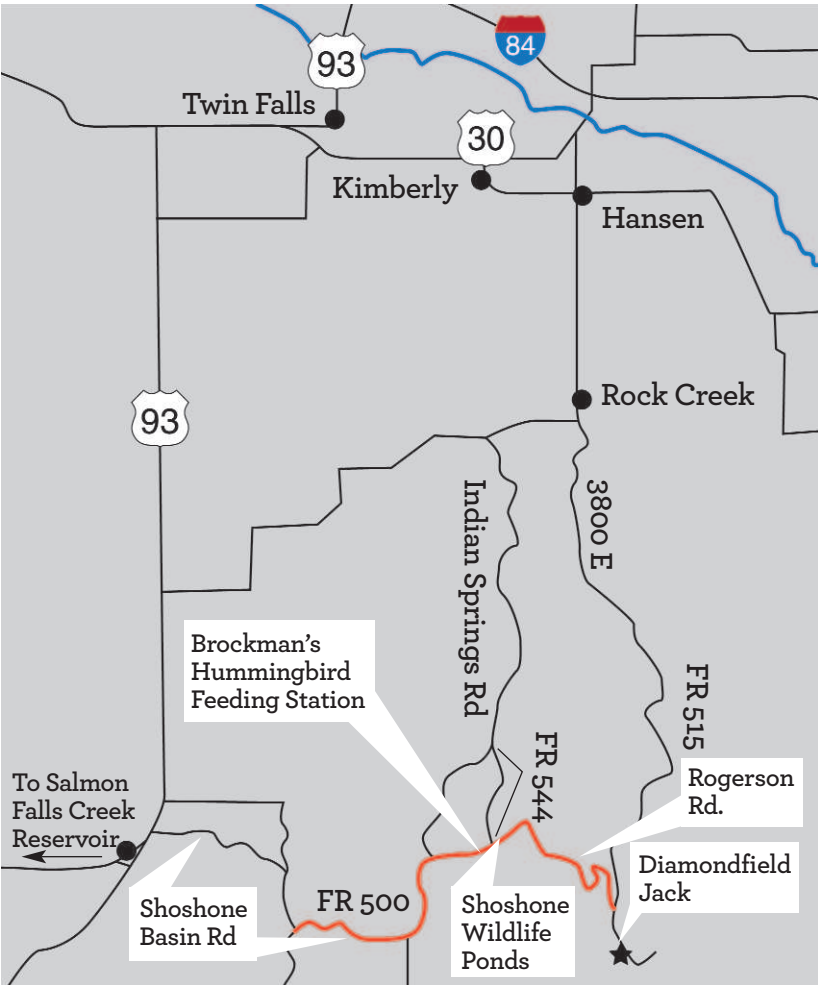 84
93
Twin Falls
30
Kimberly
Hansen
93
Rock Creek
Indian Springs Rd
3800 E
Brockman's
Hummingbird
Feeding Station
FR 515
FR 544
To Salmon
Falls Creek
Reservoir
Rogerson
Rd.
Diamondfield
Jack
Shoshone
Basin Rd
FR 500
Shoshone
Wildlife
Ponds